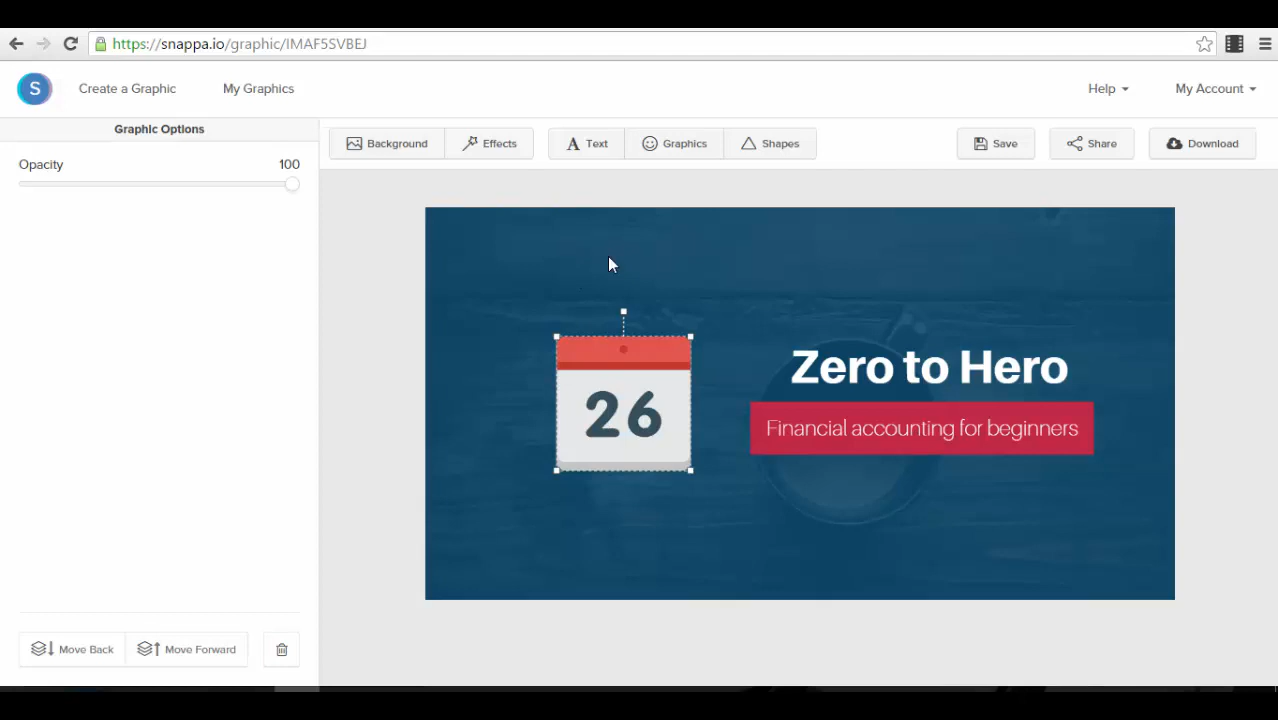 https://snappa.io/graphic/IMAF5SVBEJ
S Create a Graphic My Graphics Help My Account
Graphic Options
Background Effects Text Graphics Shapes Save Share Download
Opacity 100
Zero to Hero
26
Financial accounting for beginners
Move Back Move Forward